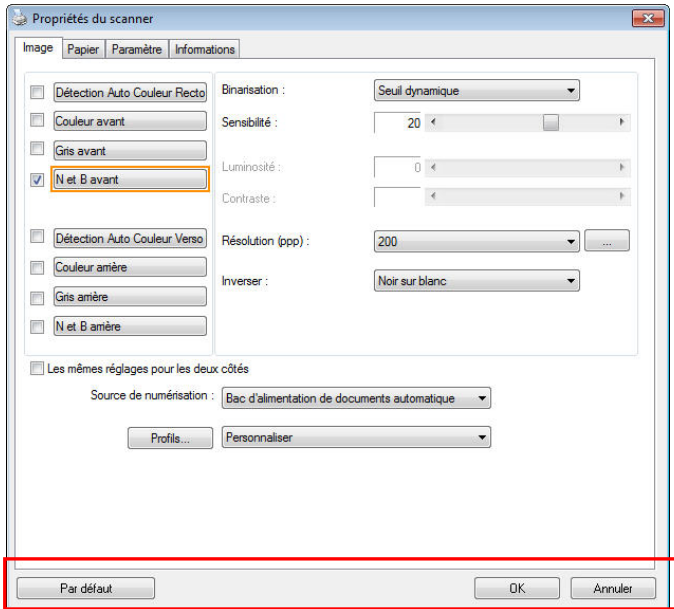 Propriétés du scanner
Image Papier Paramètre Informations
Détection Auto Couleur Recto
Couleur avant
Gris avant
N et B avant
Détection Auto Couleur Verso
Couleur arrière
Gris arrière
N et B arrière
Binarisation : Seuil dynamique
Sensibilité : 20
Luminosité : 0
Contraste :
Résolution (ppp) : 200 ...
Inverser : Noir sur blanc
Les mêmes réglages pour les deux côtés
Source de numérisation : Bac d'alimentation de documents automatique
Profils... Personnaliser
Par défaut OK Annuler